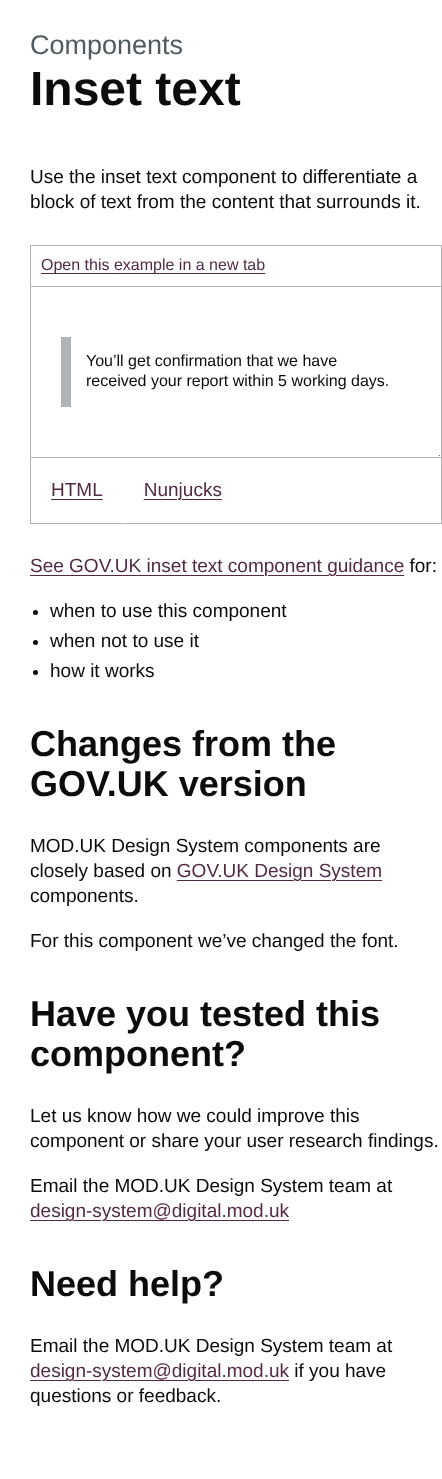 Components
Inset text
Use the inset text component to differentiate a
block of text from the content that surrounds it.
Open this example in a new tab
You’ll get confirmation that we have
received your report within 5 working days.
HTML Nunjucks
See GOV.UK inset text component guidance for:
• when to use this component
• when not to use it
• how it works
Changes from the
GOV.UK version
MOD.UK Design System components are
closely based on GOV.UK Design System
components.
For this component we’ve changed the font.
Have you tested this
component?
Let us know how we could improve this
component or share your user research findings.
Email the MOD.UK Design System team at
design-system@digital.mod.uk
Need help?
Email the MOD.UK Design System team at
design-system@digital.mod.uk if you have
questions or feedback.